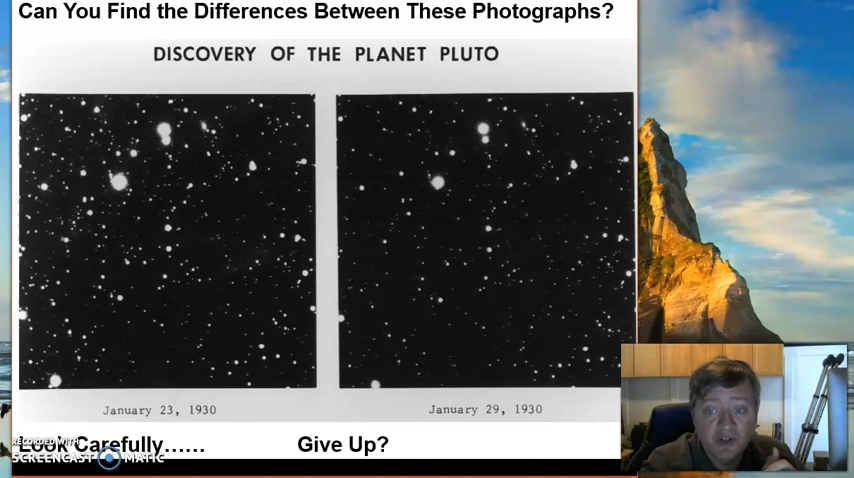 Can You Find the Differences Between These Photographs?
DISCOVERY OF THE PLANET PLUTO
January 23, 1930
January 29, 1930
Look Carefully...... Give Up?
RECORDED WITH
SCREENCAST MATIC